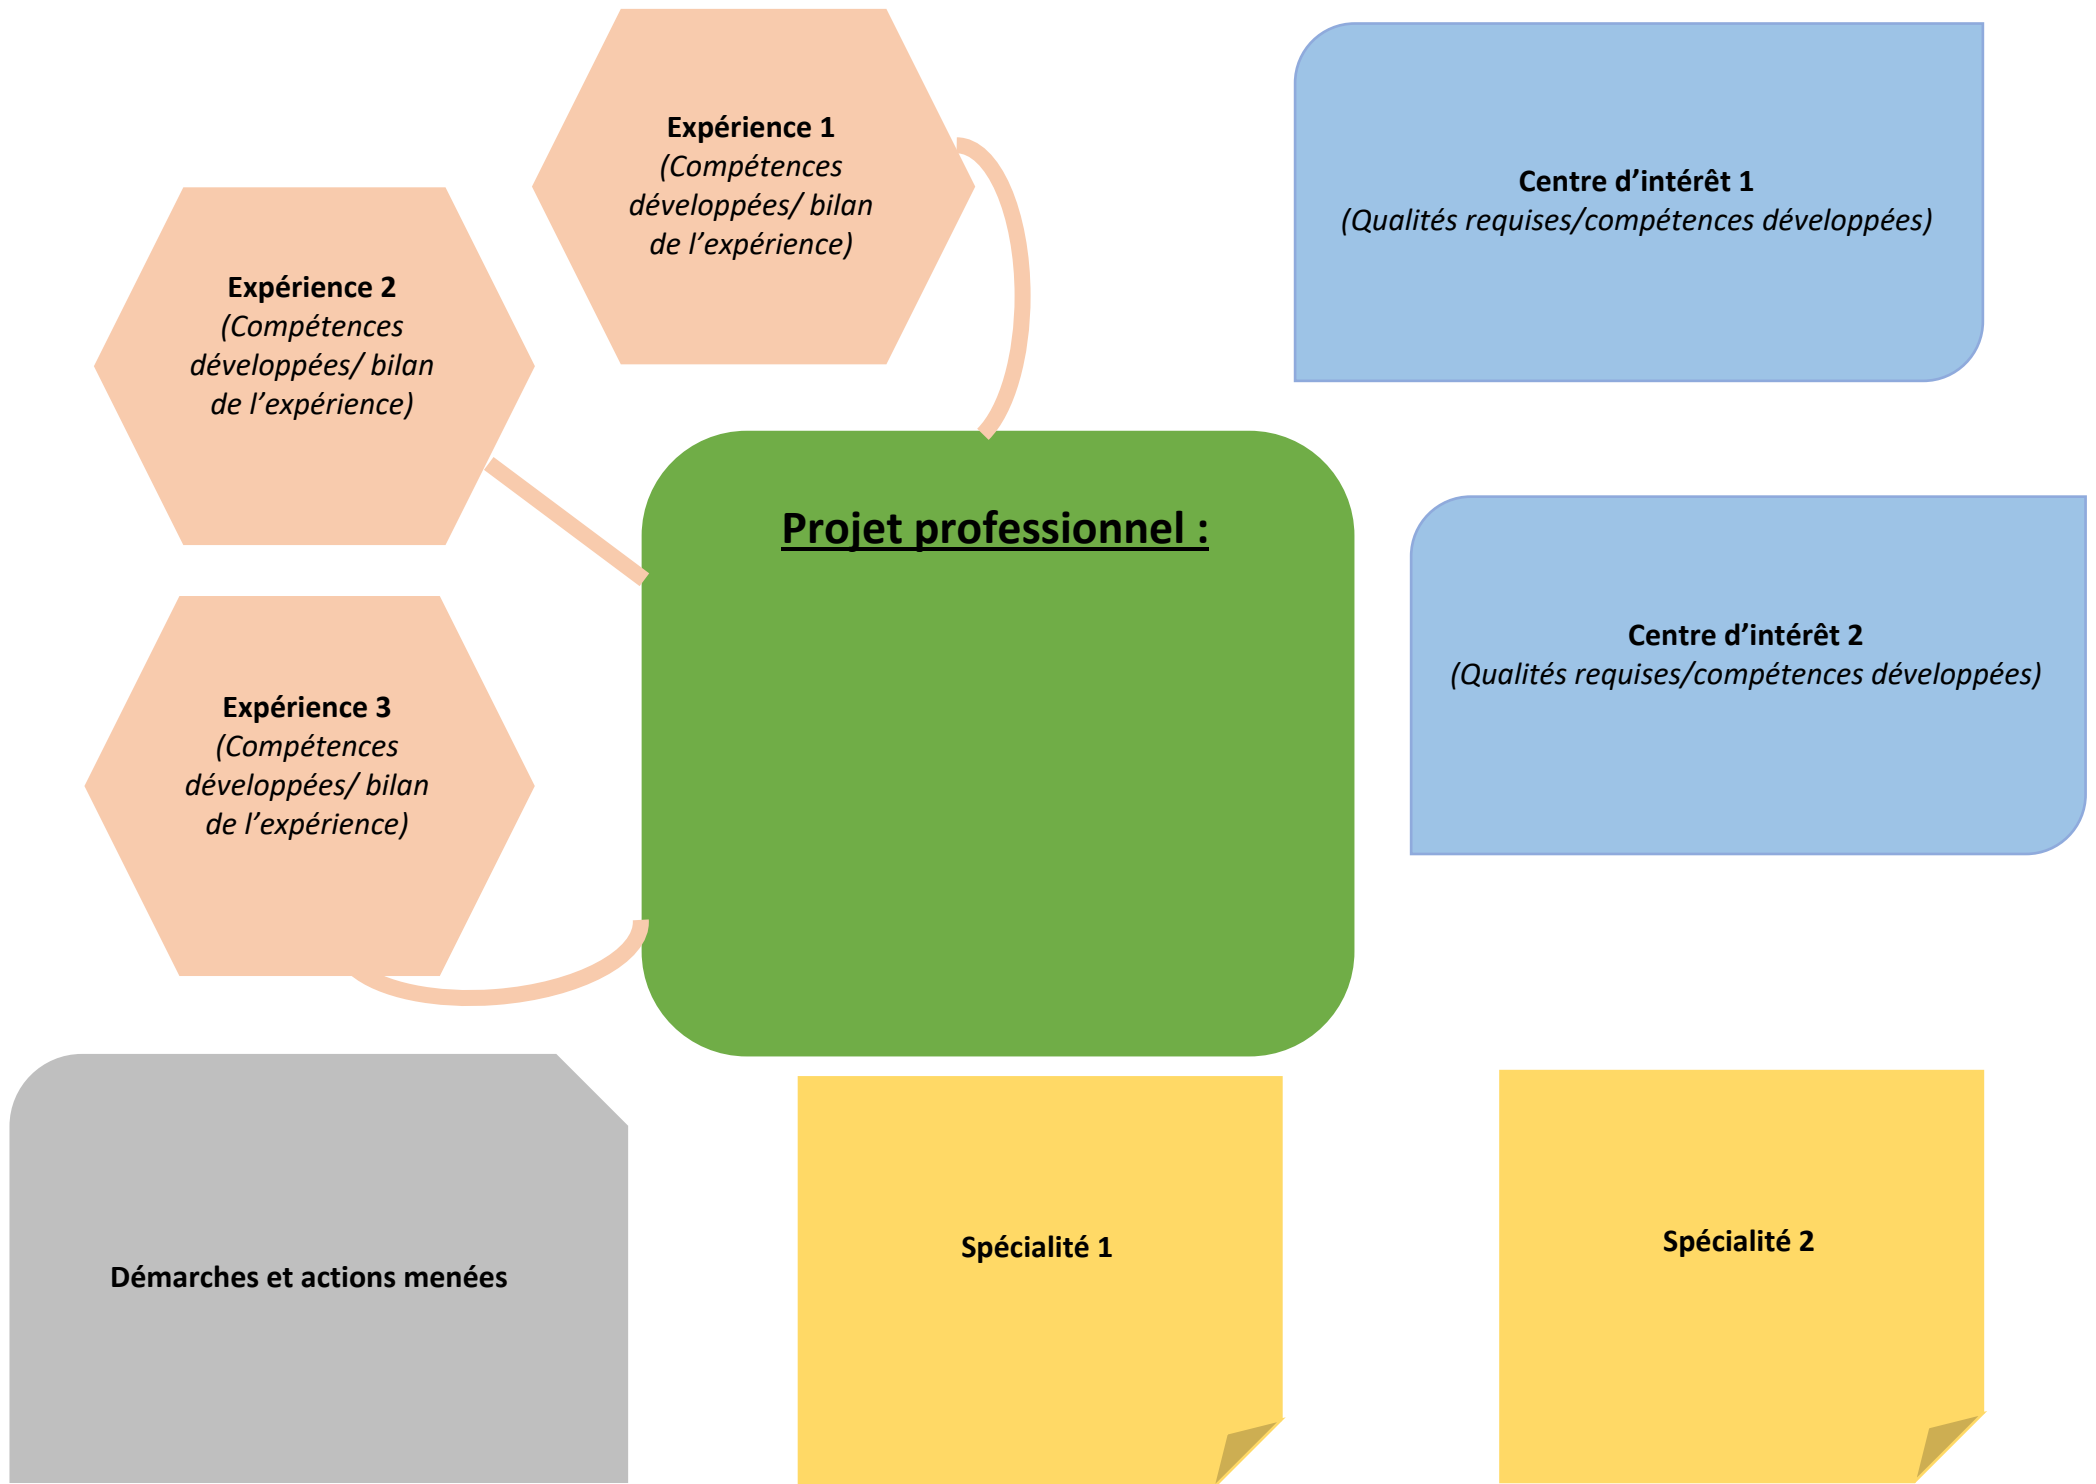 Expérience 1
(Compétences
développées/ bilan
de l’expérience)
Centre d’intérêt 1
(Qualités requises/compétences développées)
Expérience 2
(Compétences
développées/ bilan
de l’expérience)
Projet professionnel :
Centre d’intérêt 2
(Qualités requises/compétences développées)
Expérience 3
(Compétences
développées/ bilan
de l’expérience)
Démarches et actions menées
Spécialité 1
Spécialité 2